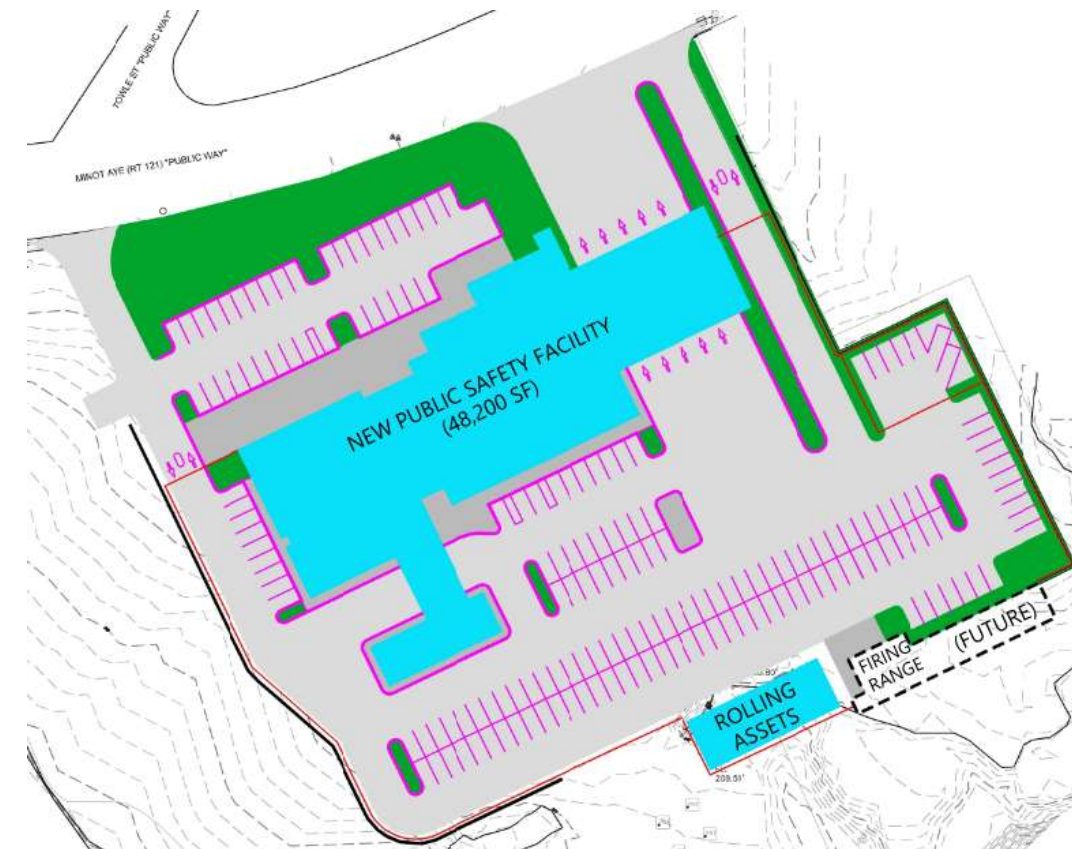 TOWLE ST "PUBLIC WAY"
MINOT AVE (RT 121) "PUBLIC WAY"
NEW PUBLIC SAFETY FACILITY
(48,200 SF)
FIRING
RANGE
(FUTURE)
ROLLING
ASSETS
209.51'